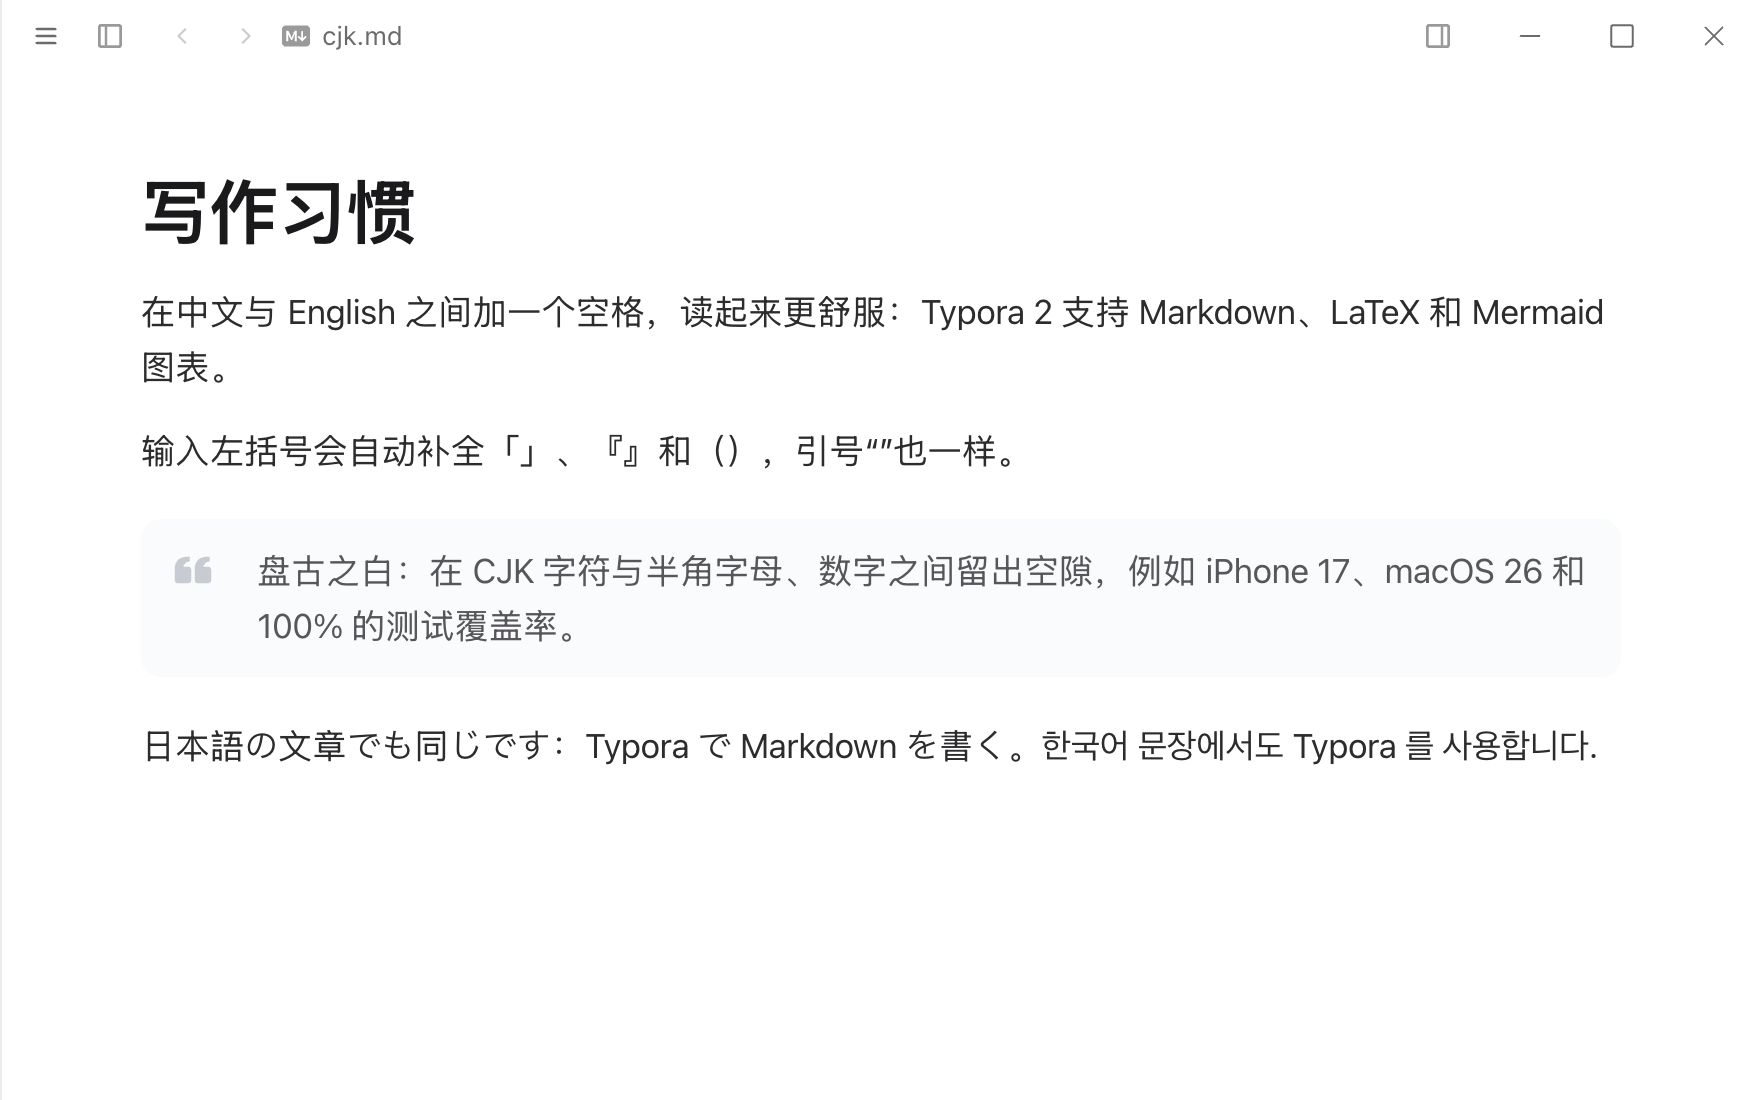 M↓ cjk.md
写作习惯
在中文与 English 之间加一个空格，读起来更舒服：Typora 2 支持 Markdown、LaTeX 和 Mermaid
图表。
输入左括号会自动补全「」、『』和（），引号“”也一样。
盘古之白：在 CJK 字符与半角字母、数字之间留出空隙，例如 iPhone 17、macOS 26 和
100% 的测试覆盖率。
日本語の文章でも同じです：Typora で Markdown を書く。한국어 문장에서도 Typora 를 사용합니다.